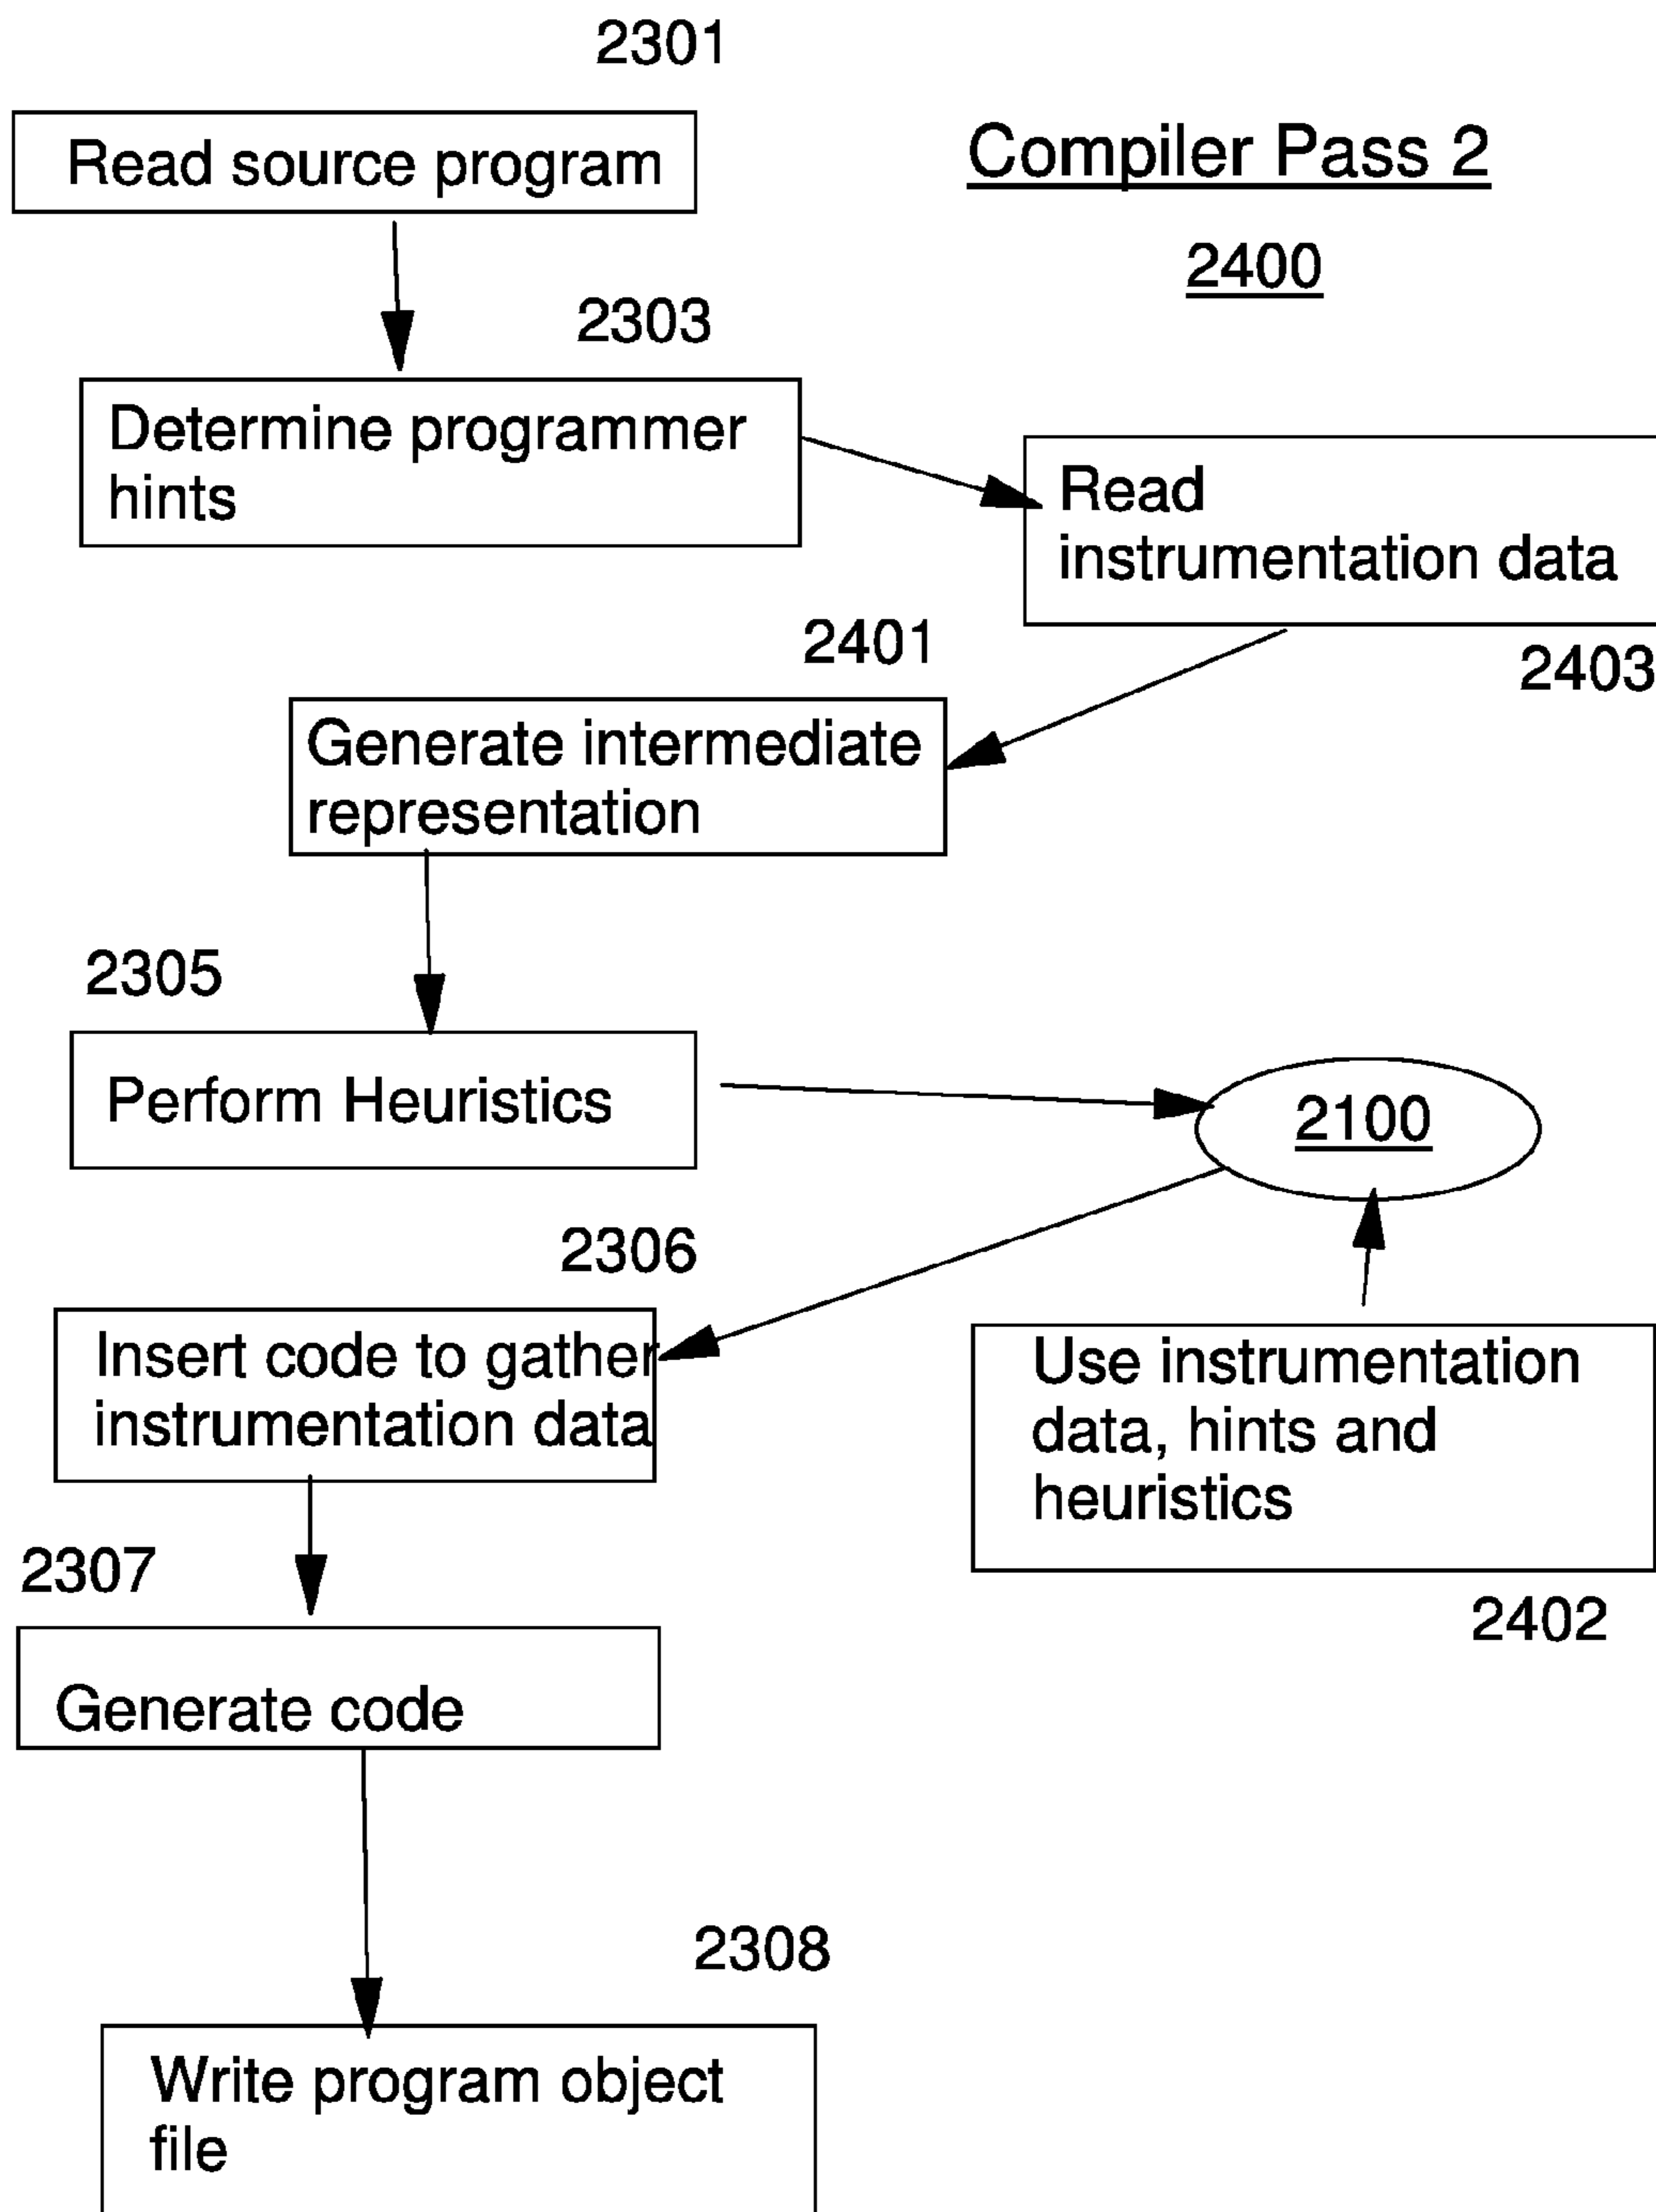 2301
Read source program
Compiler Pass 2
2400
2303
Determine programmer
hints
Read
instrumentation data
2403
2401
Generate intermediate
representation
2305
Perform Heuristics
2100
2306
Insert code to gather
instrumentation data
Use instrumentation
data, hints and
heuristics
2402
2307
Generate code
2308
Write program object
file